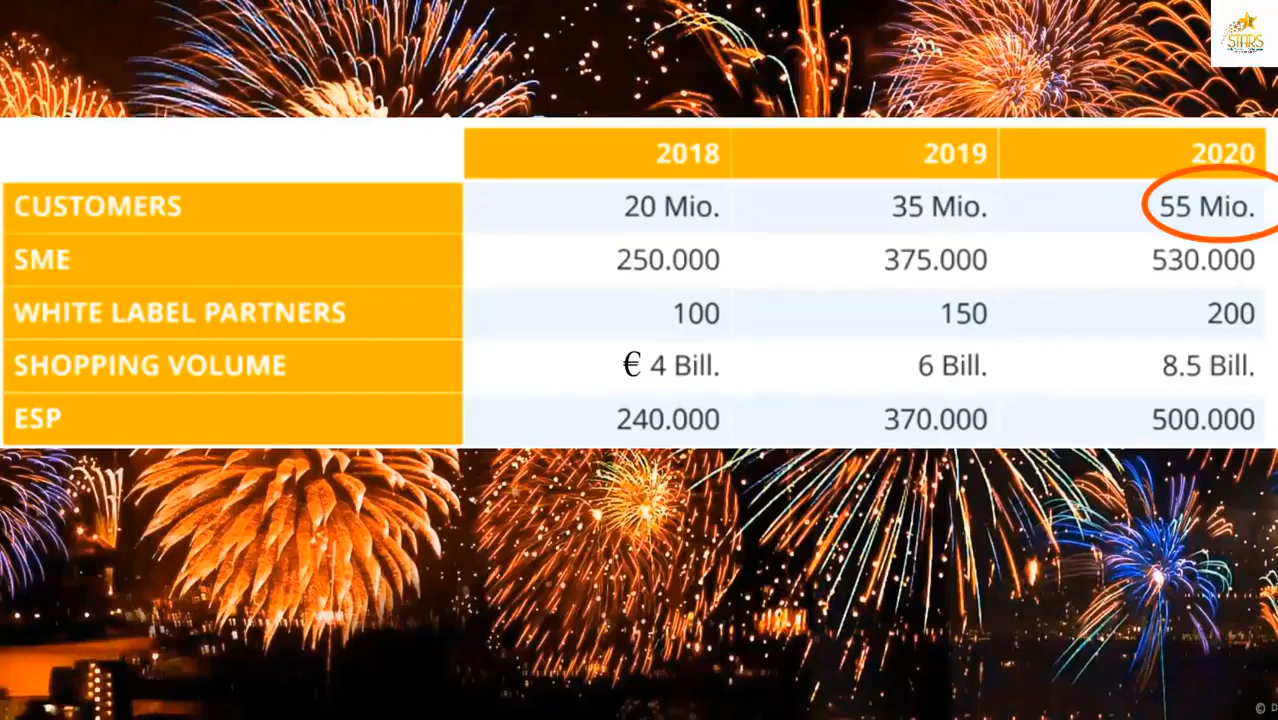 STARS
2018 2019 2020
CUSTOMERS 20 Mio. 35 Mio. 55 Mio.
SME 250.000 375.000 530.000
WHITE LABEL PARTNERS 100 150 200
SHOPPING VOLUME € 4 Bill. 6 Bill. 8.5 Bill.
ESP 240.000 370.000 500.000
© D